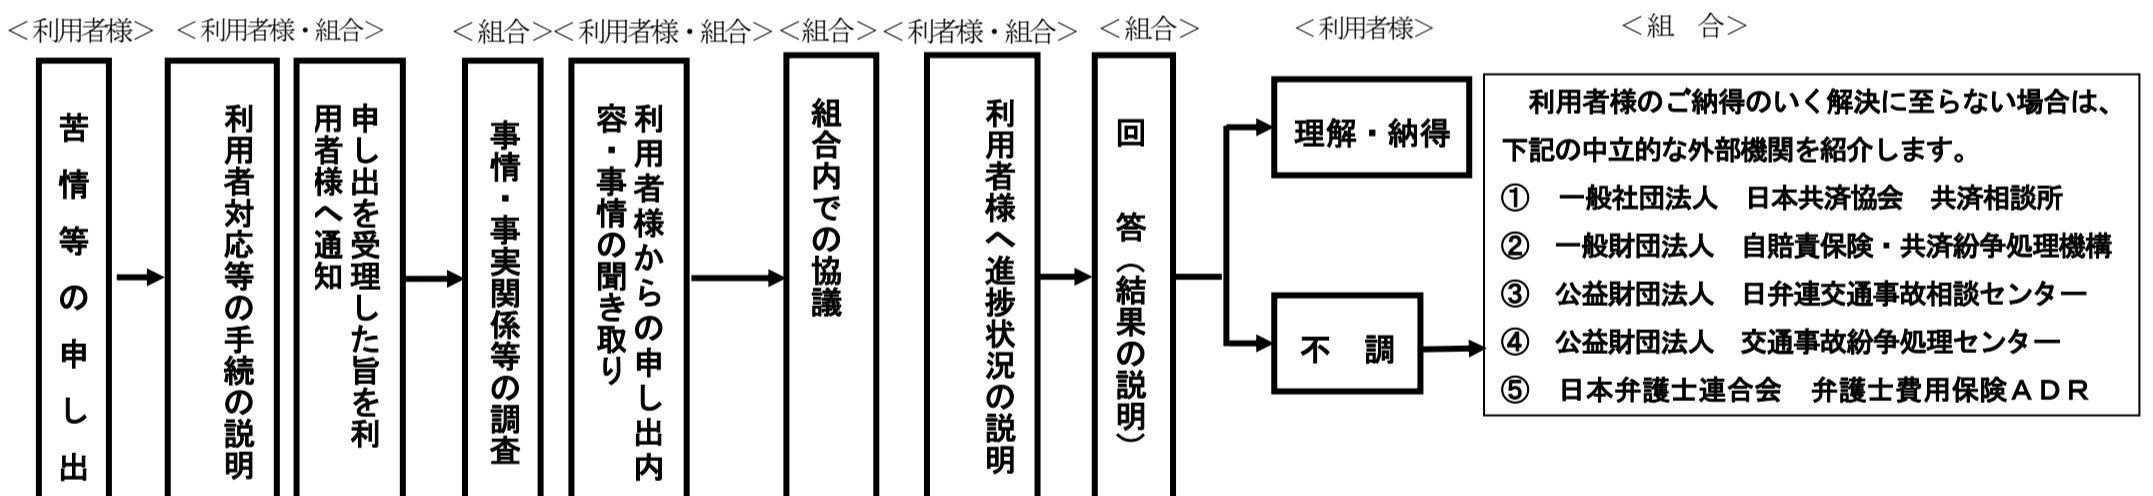 ＜利用者様＞
＜利用者様・組合＞
＜組合＞
＜利用者様・組合＞
＜組合＞
＜利者様・組合＞
＜組合＞
＜利用者様＞
＜組　合＞
苦情等の申し出
利用者対応等の手続の説明
申し出を受理した旨を利
用者様へ通知
事情・事実関係等の調査
利用者様からの申し出内
容・事情の聞き取り
組合内での協議
利用者様へ進捗状況の説明
回　答（結果の説明）
理解・納得
不　調
利用者様のご納得のいく解決に至らない場合は、
下記の中立的な外部機関を紹介します。
①　一般社団法人　日本共済協会　共済相談所
②　一般財団法人　自賠責保険・共済紛争処理機構
③　公益財団法人　日弁連交通事故相談センター
④　公益財団法人　交通事故紛争処理センター
⑤　日本弁護士連合会　弁護士費用保険ＡＤＲ